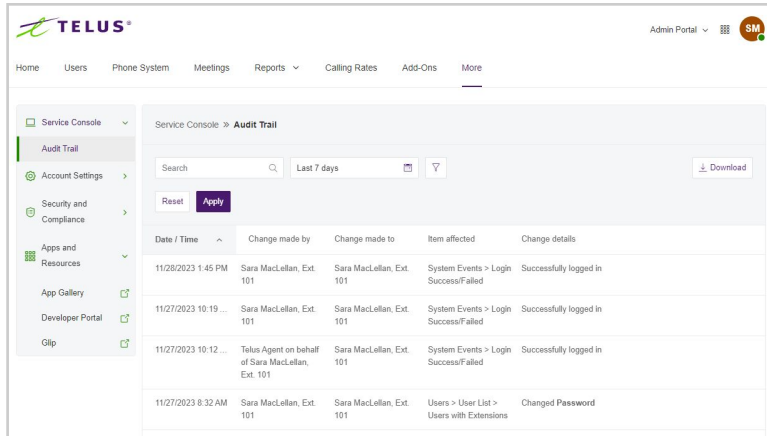 TELUS®
Admin Portal
SM
Home Users Phone System Meetings Reports Calling Rates Add-Ons More
Service Console
Audit Trail
Account Settings
Security and
Compliance
Apps and
Resources
App Gallery
Developer Portal
Glip
Service Console » Audit Trail
Search Last 7 days Download
Reset Apply
Date / Time Change made by Change made to Item affected Change details
11/28/2023 1:45 PM Sara MacLellan, Ext. Sara MacLellan, Ext. System Events > Login Successfully logged in
101 101 Success/Failed
11/27/2023 10:19 ... Sara MacLellan, Ext. Sara MacLellan, Ext. System Events > Login Successfully logged in
101 101 Success/Failed
11/27/2023 10:12 ... Telus Agent on behalf Sara MacLellan, Ext. System Events > Login Successfully logged in
of Sara MacLellan, 101 Success/Failed
Ext. 101
11/27/2023 8:32 AM Sara MacLellan, Ext. Sara MacLellan, Ext. Users > User List > Changed Password
101 101 Users with Extensions